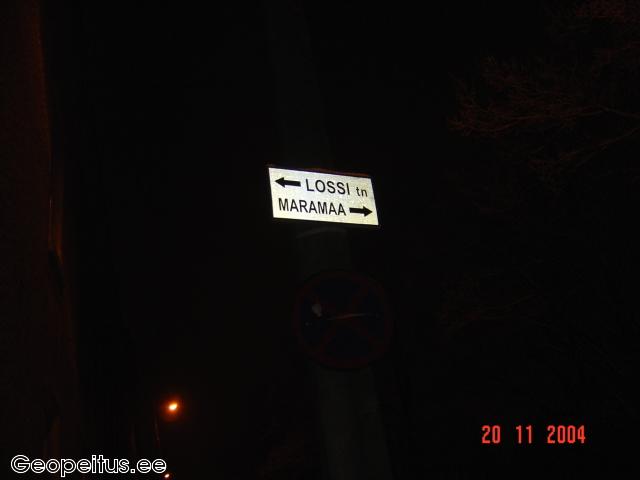 ← LOSSI tn
MARAMAA →
20 11 2004
Geopeitus.ee